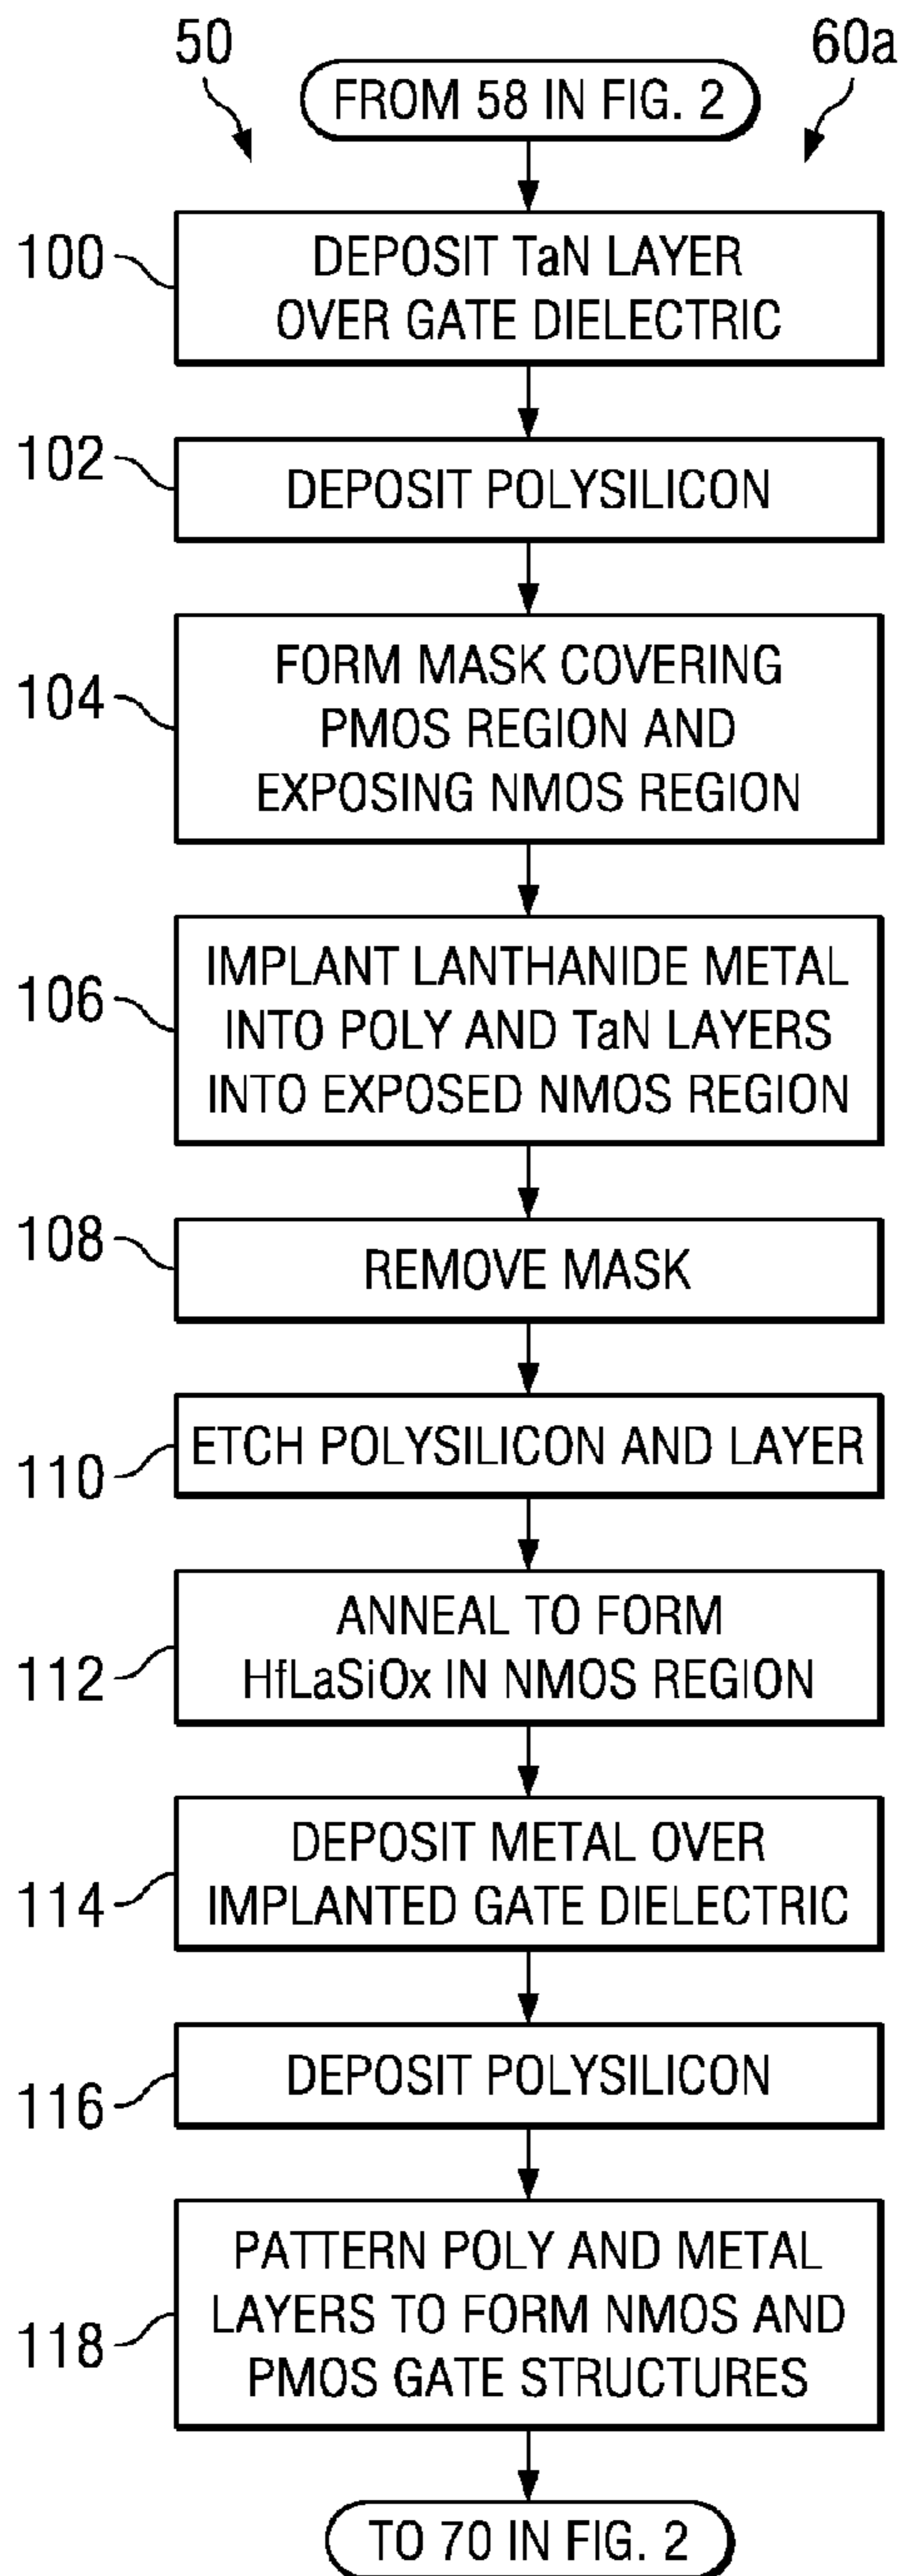 50
60a
FROM 58 IN FIG. 2
100
DEPOSIT TaN LAYER
OVER GATE DIELECTRIC
102
DEPOSIT POLYSILICON
104
FORM MASK COVERING
PMOS REGION AND
EXPOSING NMOS REGION
106
IMPLANT LANTHANIDE METAL
INTO POLY AND TaN LAYERS
INTO EXPOSED NMOS REGION
108
REMOVE MASK
110
ETCH POLYSILICON AND LAYER
112
ANNEAL TO FORM
HfLaSiOx IN NMOS REGION
114
DEPOSIT METAL OVER
IMPLANTED GATE DIELECTRIC
116
DEPOSIT POLYSILICON
118
PATTERN POLY AND METAL
LAYERS TO FORM NMOS AND
PMOS GATE STRUCTURES
TO 70 IN FIG. 2